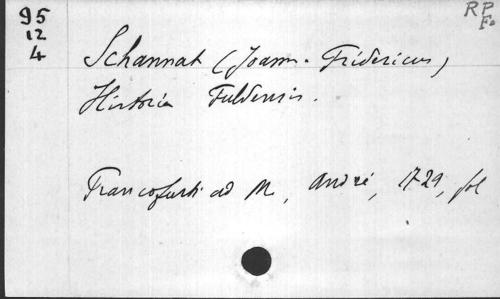 95
12
4
RP
Fo
Schannat (Joann. Fridericus)
Historia Fuldensis.
Francofurti ad M, André, 1729, fol